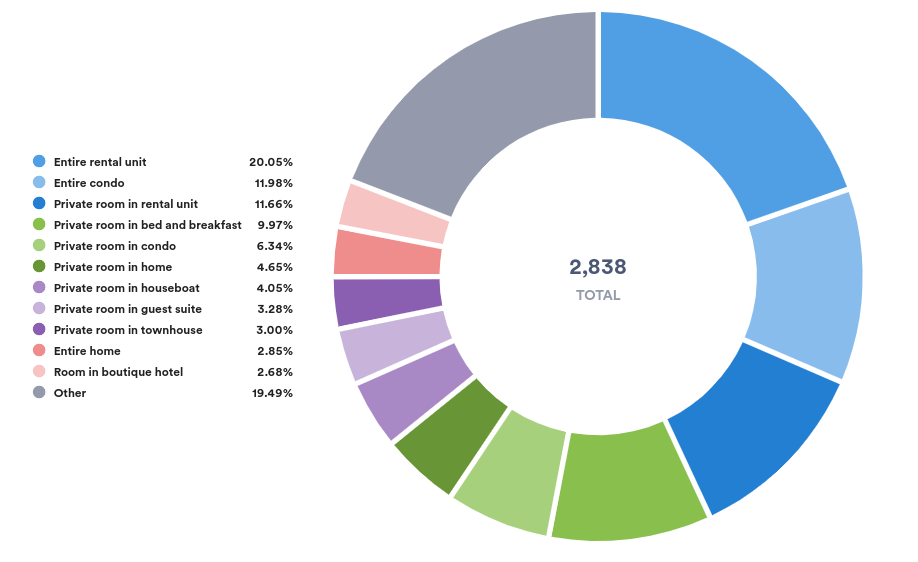 Entire rental unit 20.05%
Entire condo 11.98%
Private room in rental unit 11.66%
Private room in bed and breakfast 9.97%
Private room in condo 6.34%
Private room in home 4.65%
Private room in houseboat 4.05%
Private room in guest suite 3.28%
Private room in townhouse 3.00%
Entire home 2.85%
Room in boutique hotel 2.68%
Other 19.49%
2,838
TOTAL